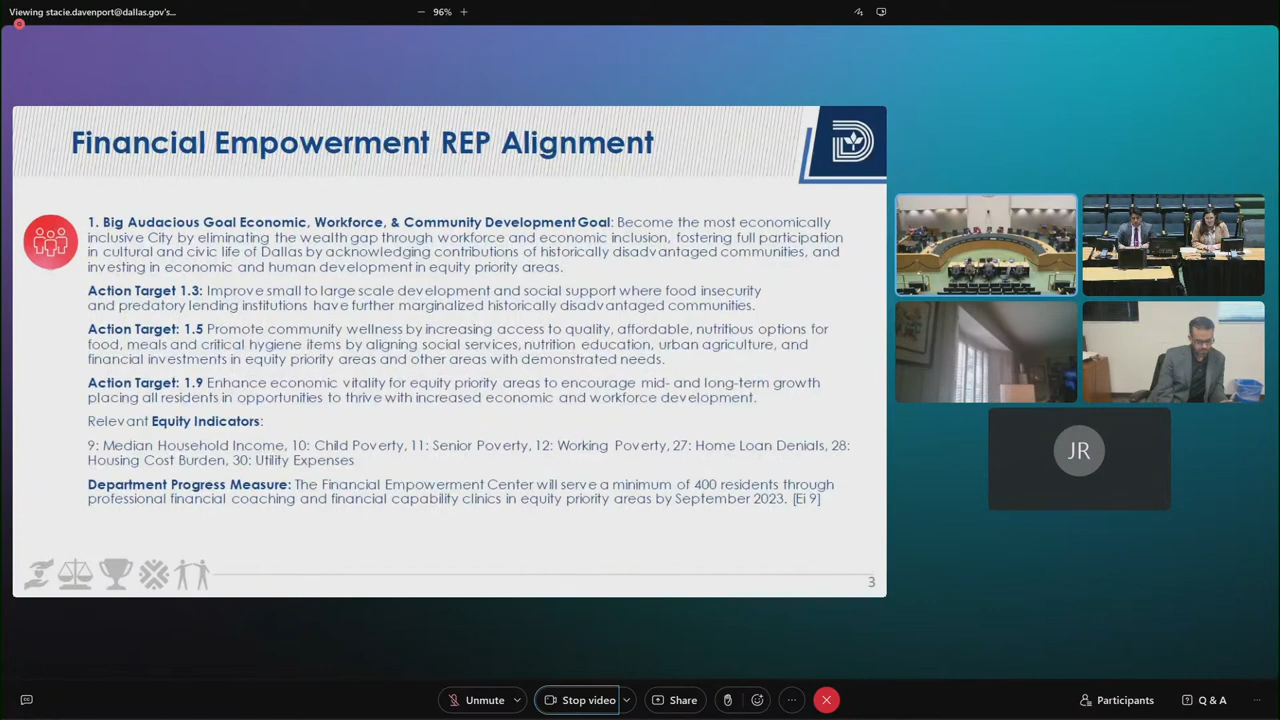 Viewing stacie.davenport@dallas.gov's...
96%
Financial Empowerment REP Alignment
1. Big Audacious Goal Economic, Workforce, & Community Development Goal: Become the most economically
inclusive City by eliminating the wealth gap through workforce and economic inclusion, fostering full participation
in cultural and civic life of Dallas by acknowledging contributions of historically disadvantaged communities, and
investing in economic and human development in equity priority areas.
Action Target 1.3: Improve small to large scale development and social support where food insecurity
and predatory lending institutions have further marginalized historically disadvantaged communities.
Action Target: 1.5 Promote community wellness by increasing access to quality, affordable, nutritious options for
food, meals and critical hygiene items by aligning social services, nutrition education, urban agriculture, and
financial investments in equity priority areas and other areas with demonstrated needs.
Action Target: 1.9 Enhance economic vitality for equity priority areas to encourage mid- and long-term growth
placing all residents in opportunities to thrive with increased economic and workforce development.
Relevant Equity Indicators:
9: Median Household Income, 10: Child Poverty, 11: Senior Poverty, 12: Working Poverty, 27: Home Loan Denials, 28:
Housing Cost Burden, 30: Utility Expenses
Department Progress Measure: The Financial Empowerment Center will serve a minimum of 400 residents through
professional financial coaching and financial capability clinics in equity priority areas by September 2023. [Ei 9]
3
JR
Unmute
Stop video
Share
Participants
Q & A